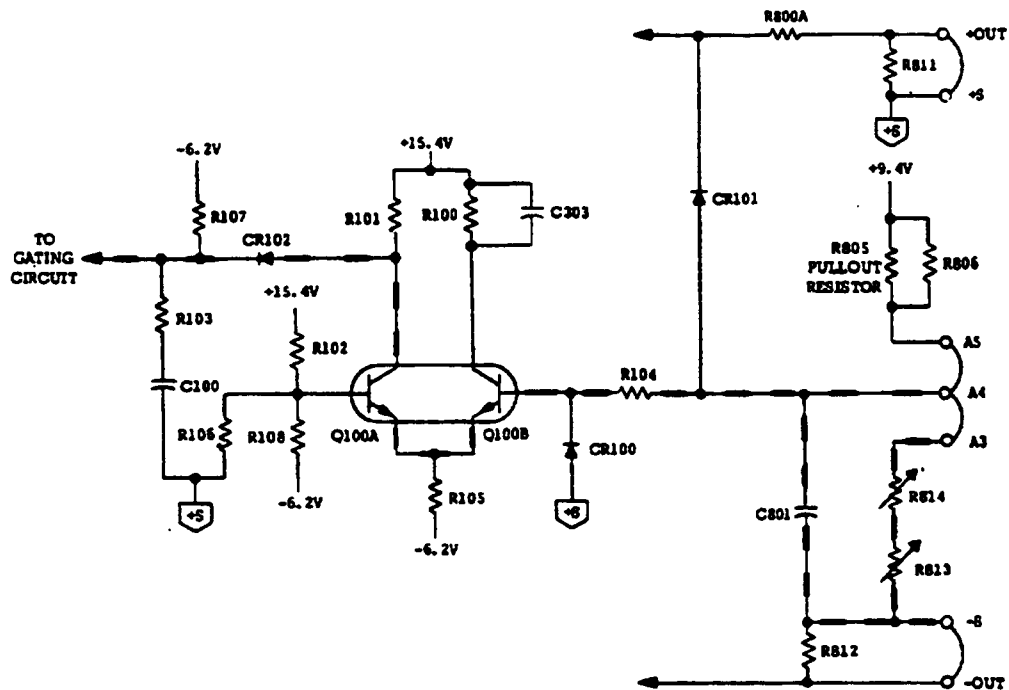 R800A
+OUT
R811
+S
+S
+15.4V
-6.2V
+9.4V
R107
R101
R100
C303
CR101
TO
GATING
CIRCUIT
CR102
R805
PULLOUT
RESISTOR
R806
+15.4V
R103
R102
A5
C100
R104
A4
R106
R108
Q100A
Q100B
CR100
A3
+S
-6.2V
R105
+S
C801
R814
-6.2V
R813
-S
R812
-OUT